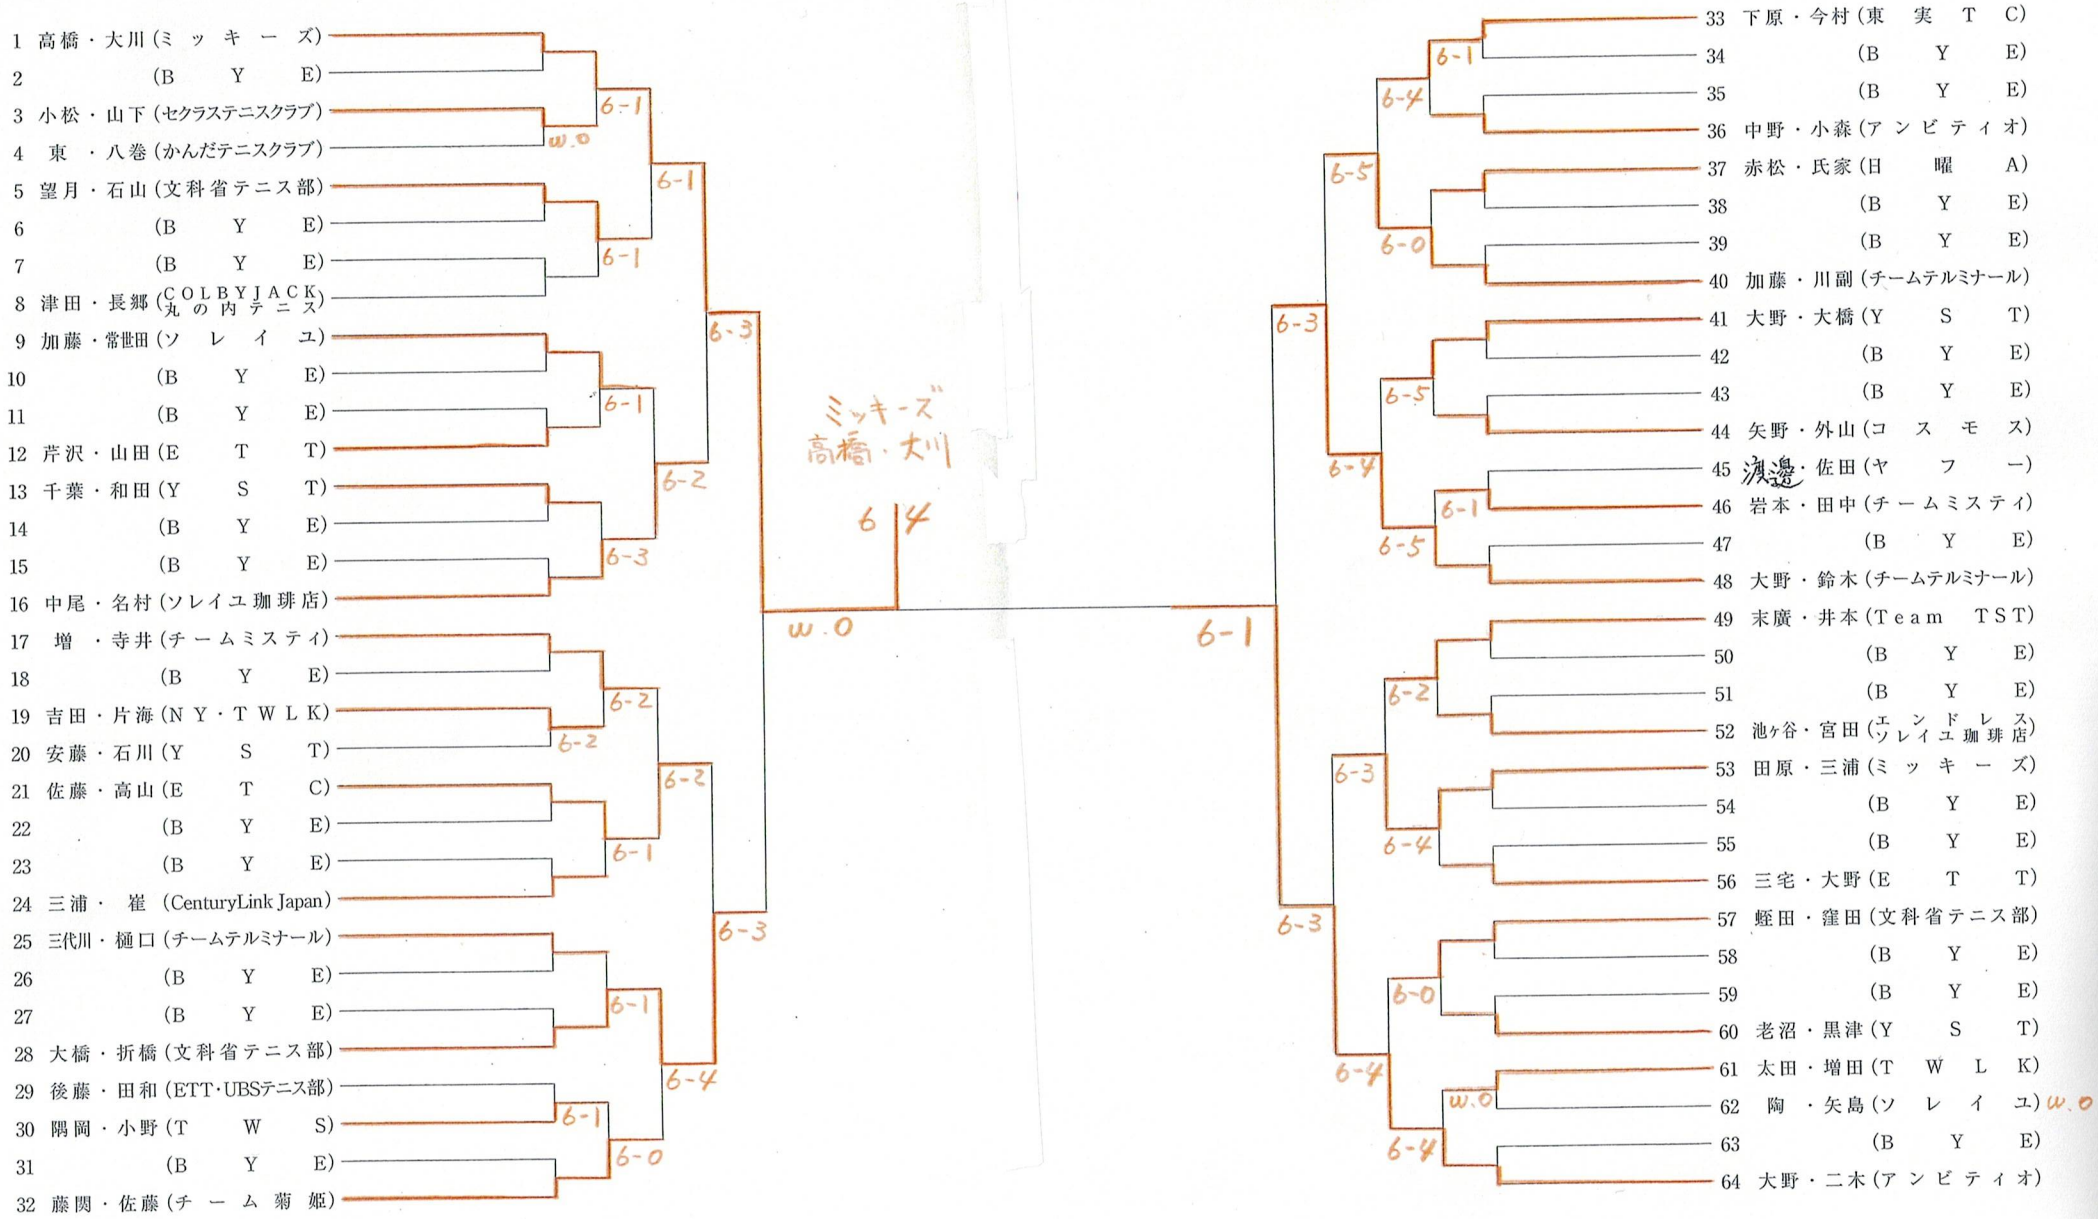 1 高橋・大川(ミッキーズ)
2 (BYE)
3 小松・山下(セクラステニスクラブ)
4 東・八巻(かんだテニスクラブ)
5 望月・石山(文科省テニス部)
6 (BYE)
7 (BYE)
8 津田・長郷(COLBYJACK
丸の内テニス)
9 加藤・常世田(ソレイユ)
10 (BYE)
11 (BYE)
12 芹沢・山田(ETT)
13 千葉・和田(YST)
14 (BYE)
15 (BYE)
16 中尾・名村(ソレイユ珈琲店)
17 増・寺井(チームミスティ)
18 (BYE)
19 吉田・片海(NY・TWLK)
20 安藤・石川(YST)
21 佐藤・高山(ETC)
22 (BYE)
23 (BYE)
24 三浦・崔(CenturyLink Japan)
25 三代川・樋口(チームテルミナール)
26 (BYE)
27 (BYE)
28 大橋・折橋(文科省テニス部)
29 後藤・田和(ETT・UBSテニス部)
30 隅岡・小野(TWS)
31 (BYE)
32 藤関・佐藤(チーム菊姫)
w.0
6-2
6-1
6-1
6-1
6-1
6-3
6-2
6-1
6-1
6-0
6-1
6-2
6-2
6-4
6-3
6-3
w.0
ミッキーズ
高橋・大川
6 4
6-1
6-3
6-3
6-5
6-4
6-3
6-4
6-4
6-0
6-5
6-5
6-2
6-4
6-0
6-4
6-1
6-1
w.0
33 下原・今村(東実TC)
34 (BYE)
35 (BYE)
36 中野・小森(アンビティオ)
37 赤松・氏家(日曜A)
38 (BYE)
39 (BYE)
40 加藤・川副(チームテルミナール)
41 大野・大橋(YST)
42 (BYE)
43 (BYE)
44 矢野・外山(コスモス)
45 渡邊・佐田(ヤフー)
46 岩本・田中(チームミスティ)
47 (BYE)
48 大野・鈴木(チームテルミナール)
49 末廣・井本(Team TST)
50 (BYE)
51 (BYE)
52 池ヶ谷・宮田(エンドレス
ソレイユ珈琲店)
53 田原・三浦(ミッキーズ)
54 (BYE)
55 (BYE)
56 三宅・大野(ETT)
57 蛭田・窪田(文科省テニス部)
58 (BYE)
59 (BYE)
60 老沼・黒津(YST)
61 太田・増田(TWLK)
62 陶・矢島(ソレイユ) w.0
63 (BYE)
64 大野・二木(アンビティオ)